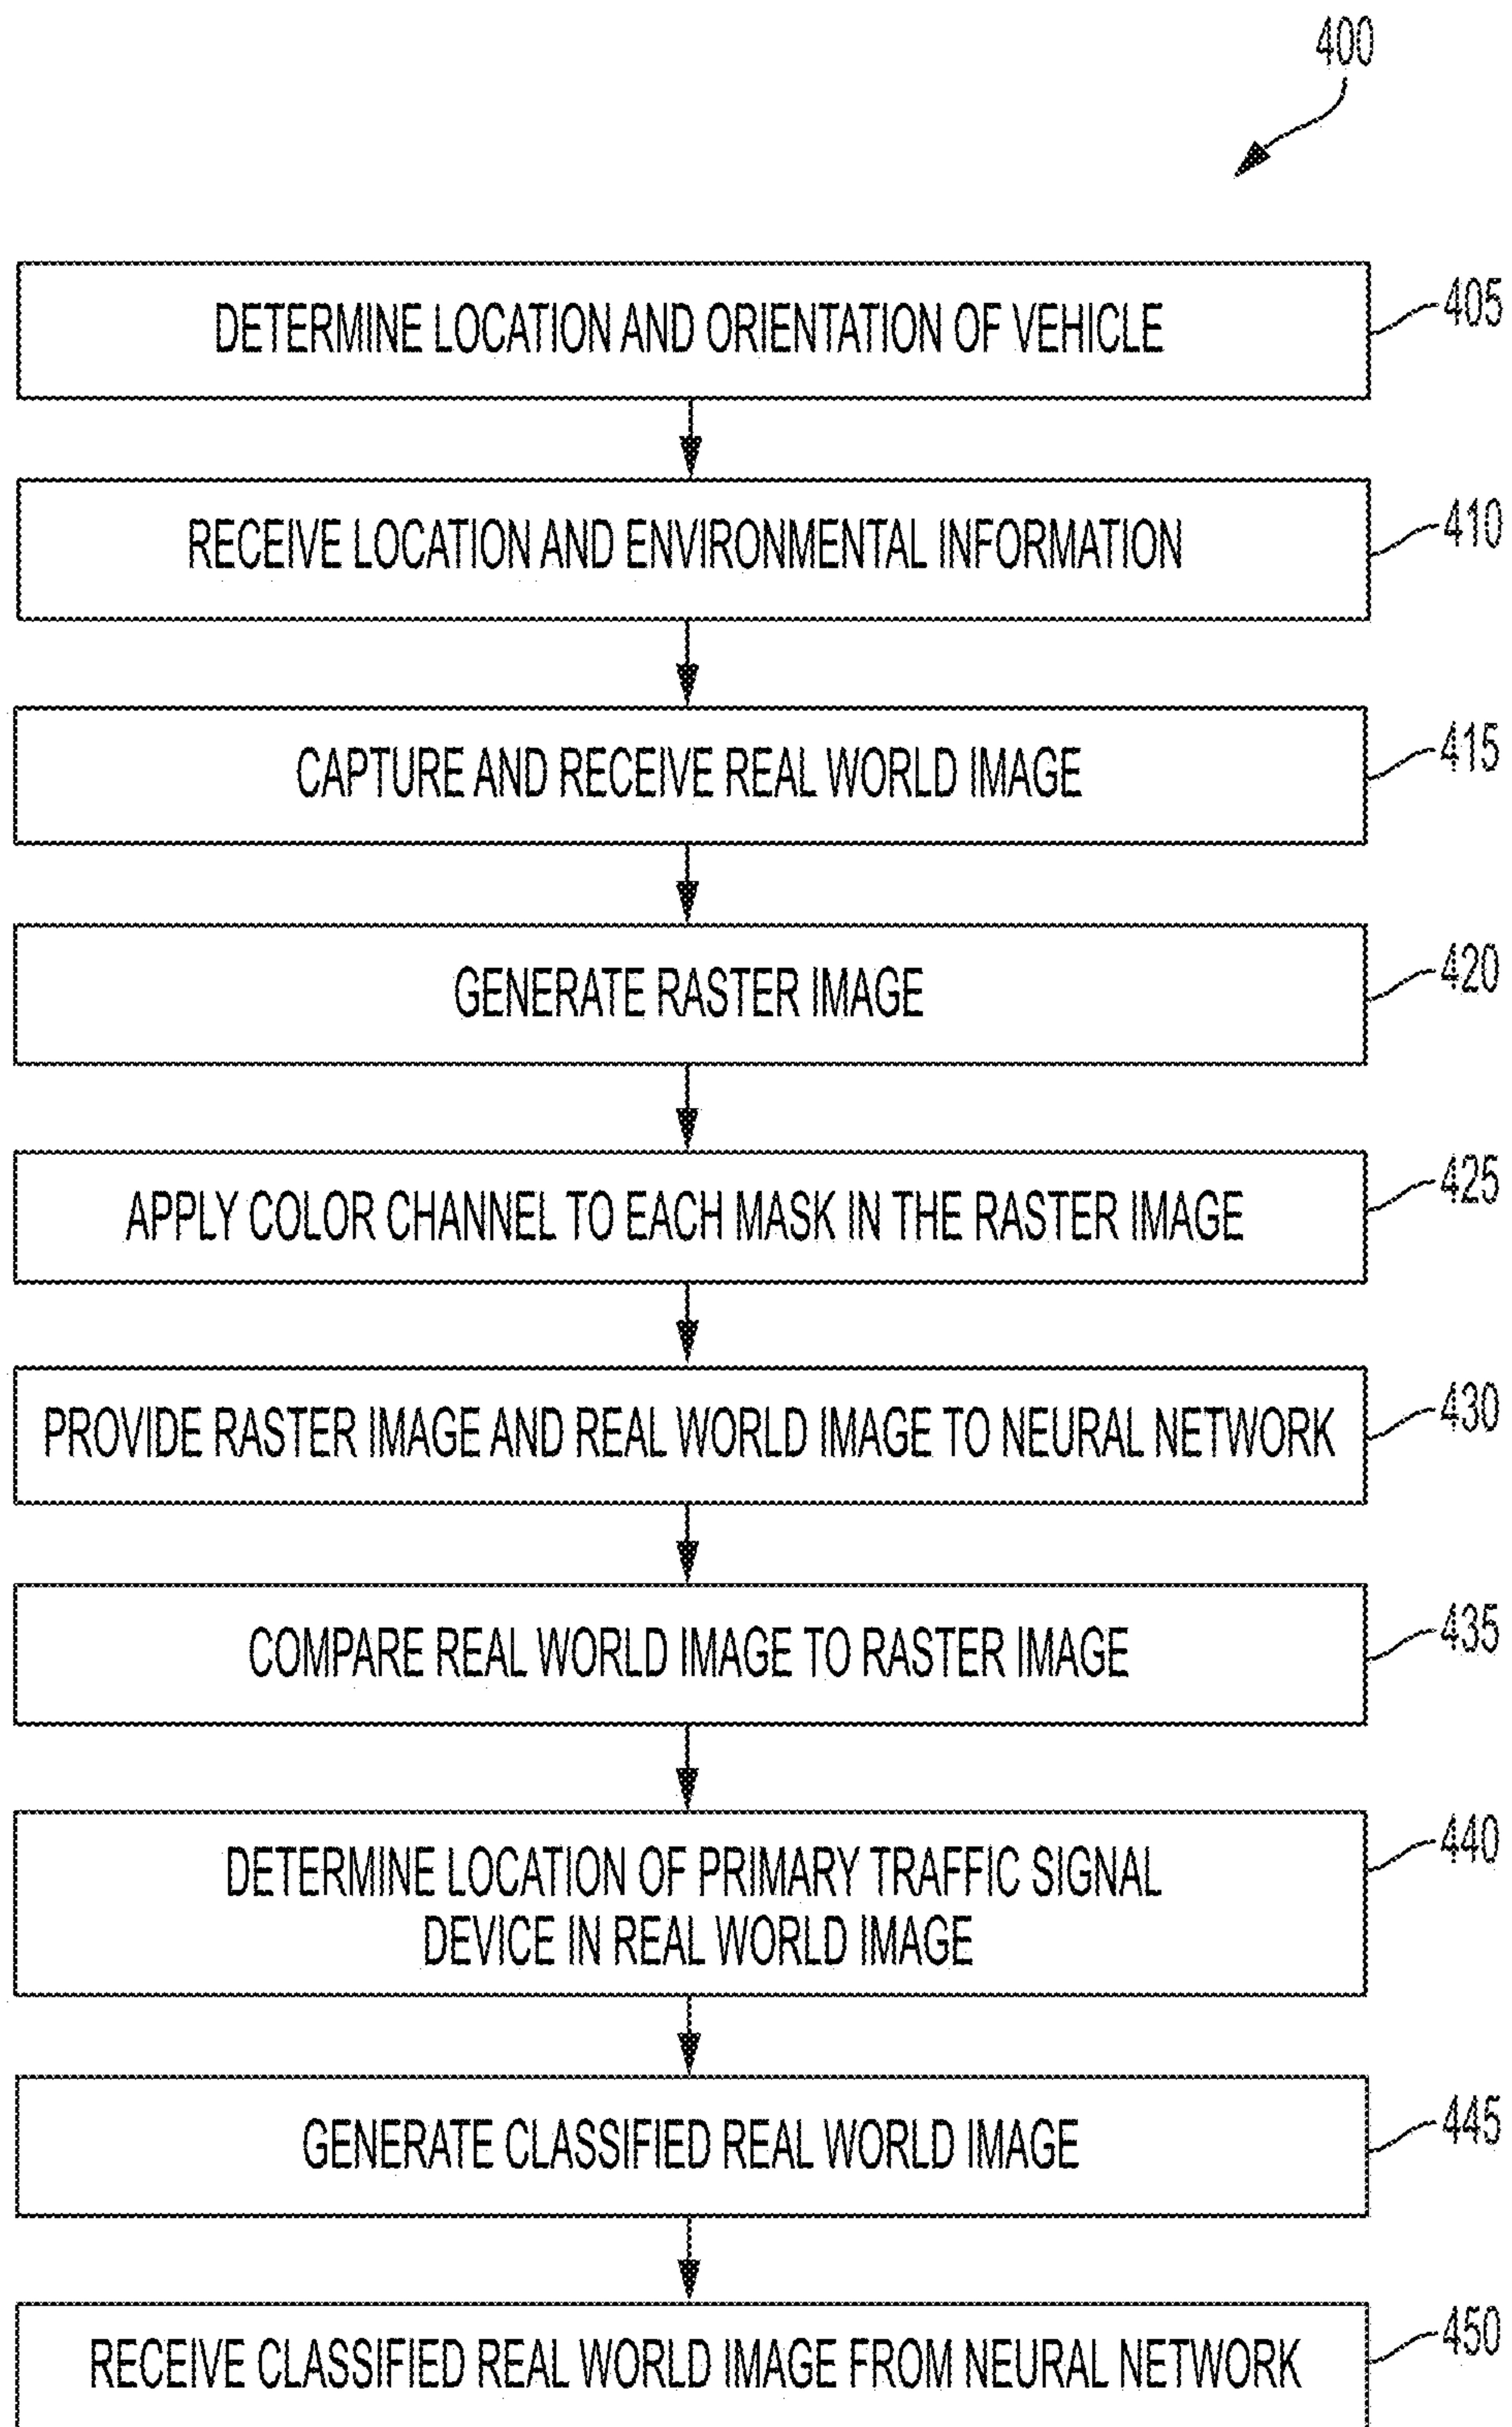 400
DETERMINE LOCATION AND ORIENTATION OF VEHICLE
405
RECEIVE LOCATION AND ENVIRONMENTAL INFORMATION
410
CAPTURE AND RECEIVE REAL WORLD IMAGE
415
GENERATE RASTER IMAGE
420
APPLY COLOR CHANNEL TO EACH MASK IN THE RASTER IMAGE
425
PROVIDE RASTER IMAGE AND REAL WORLD IMAGE TO NEURAL NETWORK
430
COMPARE REAL WORLD IMAGE TO RASTER IMAGE
435
DETERMINE LOCATION OF PRIMARY TRAFFIC SIGNAL
DEVICE IN REAL WORLD IMAGE
440
GENERATE CLASSIFIED REAL WORLD IMAGE
445
RECEIVE CLASSIFIED REAL WORLD IMAGE FROM NEURAL NETWORK
450